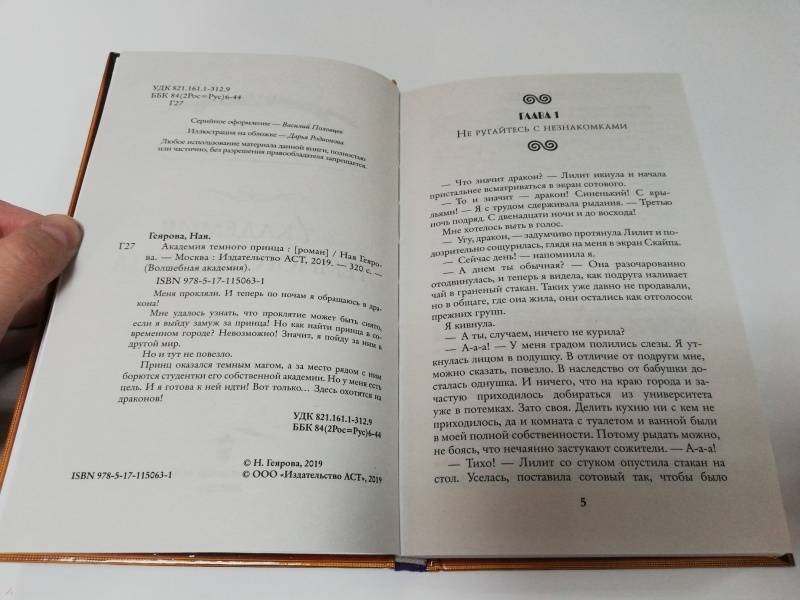 УДК 821.161.1-312.9
ББК 84(2Рос=Рус)6-44
Г27
Серийное оформление — Василий Половцев
Иллюстрация на обложке — Дарья Родионова
Любое использование материала данной книги, полностью
или частично, без разрешения правообладателя запрещается.
Геярова, Ная.
Г27 Академия темного принца : [роман] / Ная Геяро-
ва. — Москва : Издательство АСТ, 2019. — 320 с. —
(Волшебная академия).
ISBN 978-5-17-115063-1
Меня прокляли. И теперь по ночам я обращаюсь в дра-
кона!
Мне удалось узнать, что проклятие может быть снято,
если я выйду замуж за принца! Но как найти принца в со-
временном городе? Невозможно! Значит, я пойду за ним в
другой мир.
Но и тут не повезло.
Принц оказался темным магом, а за место рядом с ним
борются студентки его собственной академии. Но у меня есть
цель. И я готова к ней идти! Вот только... Здесь охотятся на
драконов!
УДК 821.161.1-312.9
ББК 84(2Рос=Рус)6-44
© Н. Геярова, 2019
ISBN 978-5-17-115063-1 © ООО «Издательство АСТ», 2019
ГЛАВА 1
Не ругайтесь с незнакомками
— Что значит дракон? — Лилит икнула и начала
пристальнее всматриваться в экран сотового.
— То и значит — дракон! Синенький! С кры-
льями! — Я с трудом сдерживала рыдания. — Третью
ночь подряд. С двенадцати ночи и до восхода!
Мне хотелось выть в голос.
— Угу, дракон, — задумчиво протянула Лилит и по-
дозрительно сощурилась, глядя на меня в экран Скайпа.
— Сейчас день! — напомнила я.
— А днем ты обычная? — Она разочарованно
отодвинулась, и теперь я видела, как подруга наливает
чай в граненый стакан. Таких уже давно не продавали,
но в общаге, где она жила, они остались как отголосок
прежних групп.
Я кивнула.
— А ты, случаем, ничего не курила?
— А-а-а! — У меня градом полились слезы. Я ут-
кнулась лицом в подушку. В отличие от подруги мне,
можно сказать, повезло. В наследство от бабушки до-
сталась однушка. И ничего, что на краю города и за-
частую приходилось добираться из университета
уже в потемках. Зато своя. Делить кухню ни с кем не
приходилось, да и комната с туалетом и ванной были
в моей полной собственности. Потому рыдать можно,
не боясь, что нечаянно застукают сожители. — А-а-а!
— Тихо! — Лилит со стуком опустила стакан на
стол. Уселась, поставила сотовый так, чтобы было
5